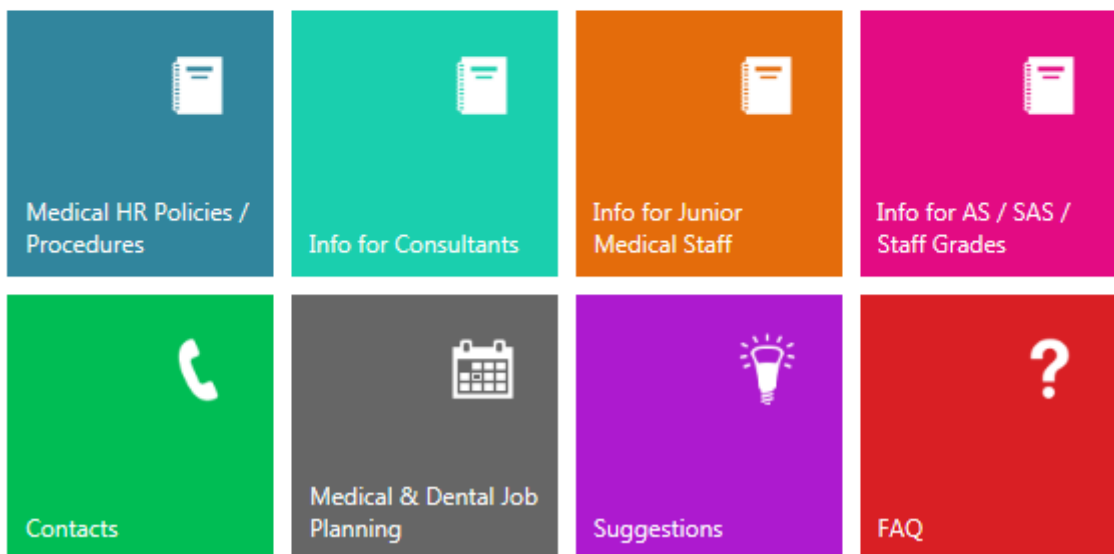 Medical HR Policies /
Procedures
Info for Consultants
Info for Junior
Medical Staff
Info for AS / SAS /
Staff Grades
Contacts
Medical & Dental Job
Planning
Suggestions
FAQ